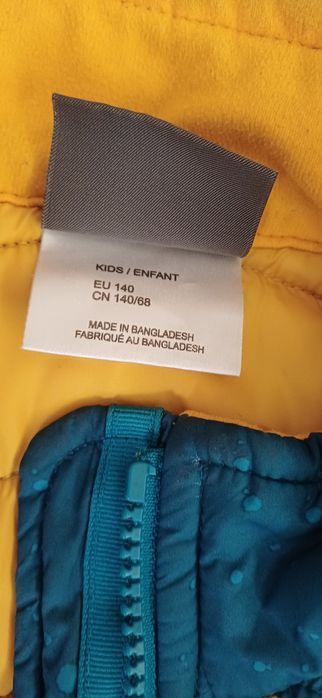 KIDS / ENFANT
EU 140
CN 140/68
MADE IN BANGLADESH
FABRIQUÉ AU BANGLADESH